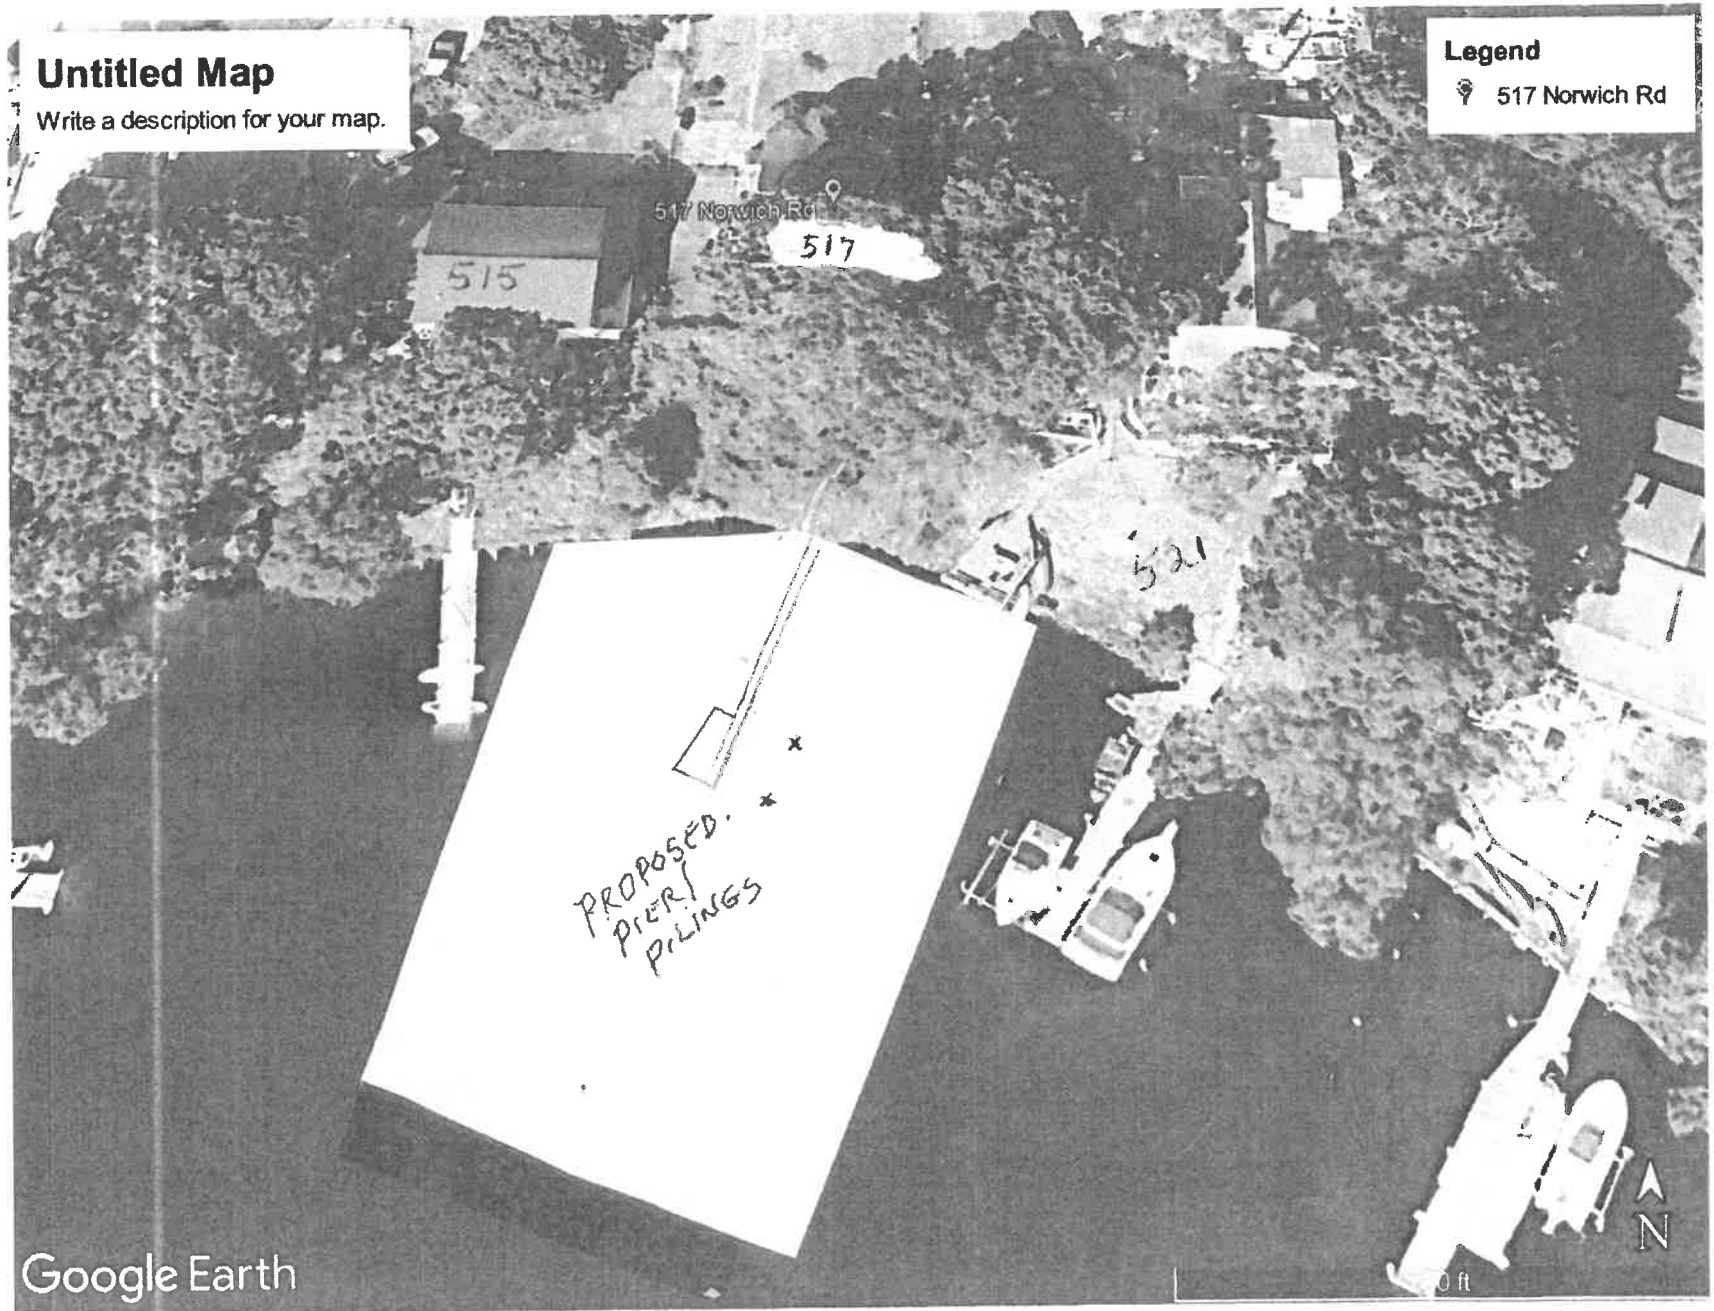 Untitled Map
Write a description for your map.
Legend
517 Norwich Rd
517 Norwich Rd
517
515
521
PROPOSED.
PIER/
PILINGS
Google Earth
N
ft